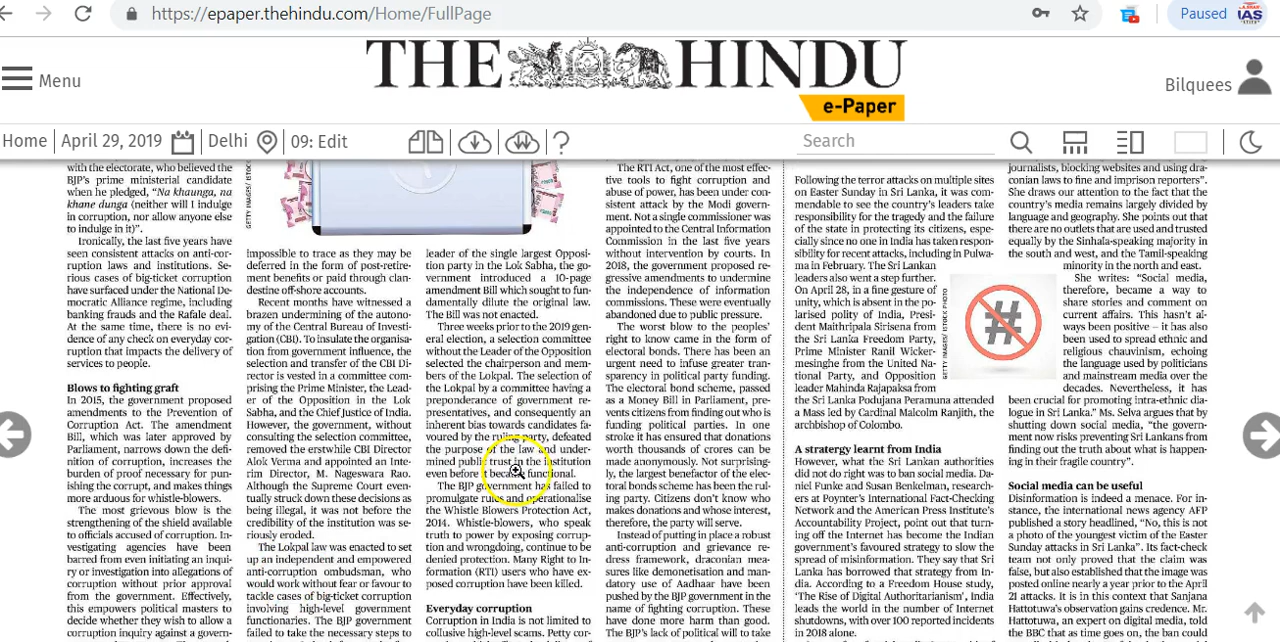 https://epaper.thehindu.com/Home/FullPage
Paused
IAS
THE HINDU
e-Paper
Menu
Bilquees
Home
April 29, 2019
Delhi
09: Edit
?
Search
with the electorate, who believed the
BJP's prime ministerial candidate
when he pledged, "Na khaunga, na
khane dunga (neither will I indulge
in corruption, nor allow anyone else
to indulge in it)".
Ironically, the last five years have
seen consistent attacks on anti-cor-
ruption laws and institutions. Se-
rious cases of big-ticket corruption
have surfaced under the National De-
mocratic Alliance regime, including
banking frauds and the Rafale deal.
At the same time, there is no evi-
dence of any check on everyday cor-
ruption that impacts the delivery of
services to people.
Blows to fighting graft
In 2015, the government proposed
amendments to the Prevention of
Corruption Act. The amendment
Bill, which was later approved by
Parliament, narrows down the defi-
nition of corruption, increases the
burden of proof necessary for pun-
ishing the corrupt, and makes things
more arduous for whistle-blowers.
The most grievous blow is the
strengthening of the shield available
to officials accused of corruption. In-
vestigating agencies have been
barred from even initiating an inqui-
ry or investigation into allegations of
corruption without prior approval
from the government. Effectively,
this empowers political masters to
decide whether they wish to allow a
corruption inquiry against a govern-
GETTY IMAGES/ ISTOCK
impossible to trace as they may be
deferred in the form of post-retire-
ment benefits or paid through clan-
destine off-shore accounts.
Recent months have witnessed a
brazen undermining of the autono-
my of the Central Bureau of Investi-
gation (CBI). To insulate the organisa-
tion from government influence, the
selection and transfer of the CBI Di-
rector is vested in a committee com-
prising the Prime Minister, the Lead-
er of the Opposition in the Lok
Sabha, and the Chief Justice of India.
However, the government, without
consulting the selection committee,
removed the erstwhile CBI Director
Alok Verma and appointed an Inte-
rim Director, M. Nageswara Rao.
Although the Supreme Court even-
tually struck down these decisions as
being illegal, it was not before the
credibility of the institution was se-
riously eroded.
The Lokpal law was enacted to set
up an independent and empowered
anti-corruption ombudsman, who
would work without fear or favour to
tackle cases of big-ticket corruption
involving high-level government
functionaries. The BJP government
failed to take the necessary steps to
leader of the single largest Opposi-
tion party in the Lok Sabha, the go-
vernment introduced a 10-page
amendment Bill which sought to fun-
damentally dilute the original law.
The Bill was not enacted.
Three weeks prior to the 2019 gen-
eral election, a selection committee
without the Leader of the Opposition
selected the chairperson and mem-
bers of the Lokpal. The selection of
the Lokpal by a committee having a
preponderance of government re-
presentatives, and consequently an
inherent bias towards candidates fa-
voured by the ruling party, defeated
the purpose of the law and under-
mined public trust in the institution
even before it became functional.
The BJP government has failed to
promulgate rules and operationalise
the Whistle Blowers Protection Act,
2014. Whistle-blowers, who speak
truth to power by exposing corrup-
tion and wrongdoing, continue to be
denied protection. Many Right to In-
formation (RTI) users who have ex-
posed corruption have been killed.
Everyday corruption
Corruption in India is not limited to
collusive high-level scams. Petty cor-
The RTI Act, one of the most effec-
tive tools to fight corruption and
abuse of power, has been under con-
sistent attack by the Modi govern-
ment. Not a single commissioner was
appointed to the Central Information
Commission in the last five years
without intervention by courts. In
2018, the government proposed re-
gressive amendments to undermine
the independence of information
commissions. These were eventually
abandoned due to public pressure.
The worst blow to the peoples'
right to know came in the form of
electoral bonds. There has been an
urgent need to infuse greater tran-
sparency in political party funding.
The electoral bond scheme, passed
as a Money Bill in Parliament, pre-
vents citizens from finding out who is
funding political parties. In one
stroke it has ensured that donations
worth thousands of crores can be
made anonymously. Not surprising-
ly, the largest benefactor of the elec-
toral bonds scheme has been the rul-
ing party. Citizens don't know who
makes donations and whose interest,
therefore, the party will serve.
Instead of putting in place a robust
anti-corruption and grievance re-
dress framework, draconian mea-
sures like demonetisation and man-
datory use of Aadhaar have been
pushed by the BJP government in the
name of fighting corruption. These
have done more harm than good.
The BJP's lack of political will to take
Following the terror attacks on multiple sites
on Easter Sunday in Sri Lanka, it was com-
mendable to see the country's leaders take
responsibility for the tragedy and the failure
of the state in protecting its citizens, espe-
cially since no one in India has taken respon-
sibility for recent attacks, including in Pulwa-
ma in February. The Sri Lankan
leaders also went a step further.
On April 28, in a fine gesture of
unity, which is absent in the po-
larised polity of India, Presi-
dent Maithripala Sirisena from
the Sri Lanka Freedom Party,
Prime Minister Ranil Wicker-
mesinghe from the United Na-
tional Party, and Opposition
leader Mahinda Rajapaksa from
the Sri Lanka Podujana Peramuna attended
a Mass led by Cardinal Malcolm Ranjith, the
archbishop of Colombo.
A stratergy learnt from India
However, what the Sri Lankan authorities
did not do right was to ban social media. Da-
niel Funke and Susan Benkelman, research-
ers at Poynter's International Fact-Checking
Network and the American Press Institute's
Accountability Project, point out that turn-
ing off the Internet has become the Indian
government's favoured strategy to slow the
spread of misinformation. They say that Sri
Lanka has borrowed that strategy from In-
dia. According to a Freedom House study,
'The Rise of Digital Authoritarianism', India
leads the world in the number of Internet
shutdowns, with over 100 reported incidents
in 2018 alone.
GETTY IMAGES/ ISTOCK PHOTO
#
journalists, blocking websites and using dra-
conian laws to fine and imprison reporters".
She draws our attention to the fact that the
country's media remains largely divided by
language and geography. She points out that
there are no outlets that are used and trusted
equally by the Sinhala-speaking majority in
the south and west, and the Tamil-speaking
minority in the north and east.
She writes: "Social media,
therefore, became a way to
share stories and comment on
current affairs. This hasn't al-
ways been positive – it has also
been used to spread ethnic and
religious chauvinism, echoing
the language used by politicians
and mainstream media over the
decades. Nevertheless, it has
been crucial for promoting intra-ethnic dia-
logue in Sri Lanka." Ms. Selva argues that by
shutting down social media, "the govern-
ment now risks preventing Sri Lankans from
finding out the truth about what is happen-
ing in their fragile country".
Social media can be useful
Disinformation is indeed a menace. For in-
stance, the international news agency AFP
published a story headlined, "No, this is not
a photo of the youngest victim of the Easter
Sunday attacks in Sri Lanka". Its fact-check
team not only proved that the claim was
false, but also established that the image was
posted online nearly a year prior to the April
21 attacks. It is in this context that Sanjana
Hattotuwa's observation gains credence. Mr.
Hattotuwa, an expert on digital media, told
the BBC that as time goes on, the ban could